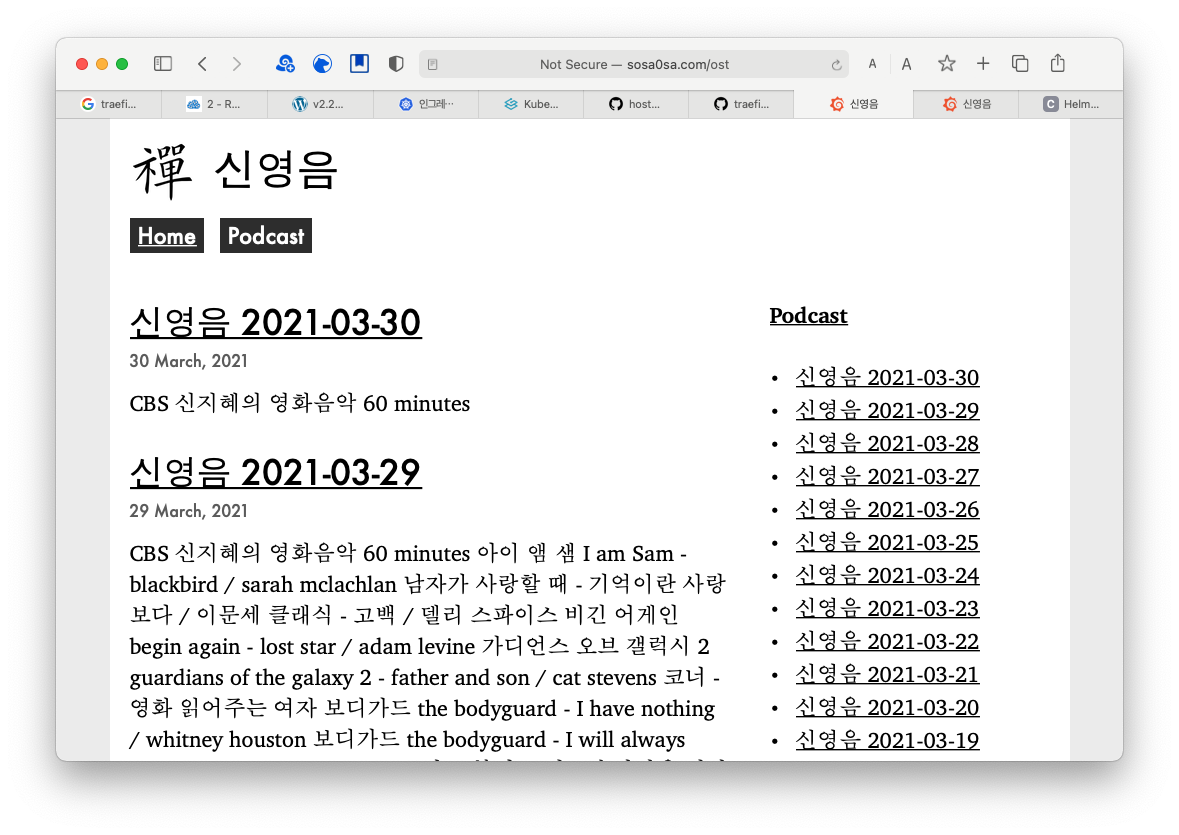 Not Secure — sosa0sa.com/ost
A
A
traefi...
2 - R...
v2.2...
인그레...
Kube...
host...
traefi...
신영음
신영음
C
Helm...
禪 신영음
Home
Podcast
신영음 2021-03-30
30 March, 2021
CBS 신지혜의 영화음악 60 minutes
신영음 2021-03-29
29 March, 2021
CBS 신지혜의 영화음악 60 minutes 아이 앰 샘 I am Sam -
blackbird / sarah mclachlan 남자가 사랑할 때 - 기억이란 사랑
보다 / 이문세 클래식 - 고백 / 델리 스파이스 비긴 어게인
begin again - lost star / adam levine 가디언스 오브 갤럭시 2
guardians of the galaxy 2 - father and son / cat stevens 코너 -
영화 읽어주는 여자 보디가드 the bodyguard - I have nothing
/ whitney houston 보디가드 the bodyguard - I will always
Podcast
• 신영음 2021-03-30
• 신영음 2021-03-29
• 신영음 2021-03-28
• 신영음 2021-03-27
• 신영음 2021-03-26
• 신영음 2021-03-25
• 신영음 2021-03-24
• 신영음 2021-03-23
• 신영음 2021-03-22
• 신영음 2021-03-21
• 신영음 2021-03-20
• 신영음 2021-03-19